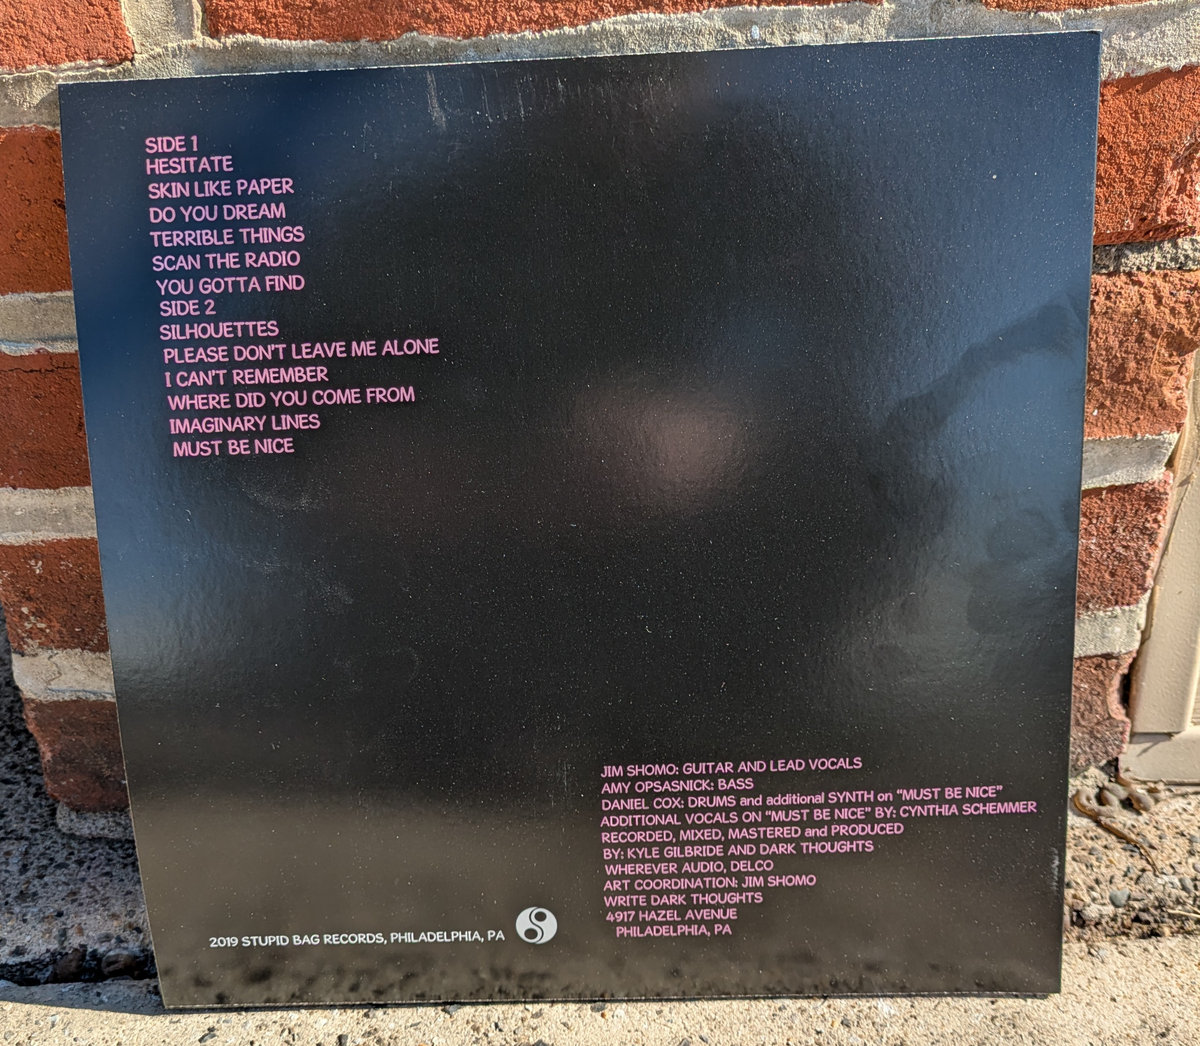 SIDE 1
HESITATE
SKIN LIKE PAPER
DO YOU DREAM
TERRIBLE THINGS
SCAN THE RADIO
YOU GOTTA FIND
SIDE 2
SILHOUETTES
PLEASE DON'T LEAVE ME ALONE
I CAN'T REMEMBER
WHERE DID YOU COME FROM
IMAGINARY LINES
MUST BE NICE
JIM SHOMO: GUITAR AND LEAD VOCALS
AMY OPSASNICK: BASS
DANIEL COX: DRUMS and additional SYNTH on “MUST BE NICE”
ADDITIONAL VOCALS ON “MUST BE NICE” BY: CYNTHIA SCHEMMER
RECORDED, MIXED, MASTERED and PRODUCED
BY: KYLE GILBRIDE AND DARK THOUGHTS
WHEREVER AUDIO, DELCO
ART COORDINATION: JIM SHOMO
WRITE DARK THOUGHTS
4917 HAZEL AVENUE
PHILADELPHIA, PA
2019 STUPID BAG RECORDS, PHILADELPHIA, PA